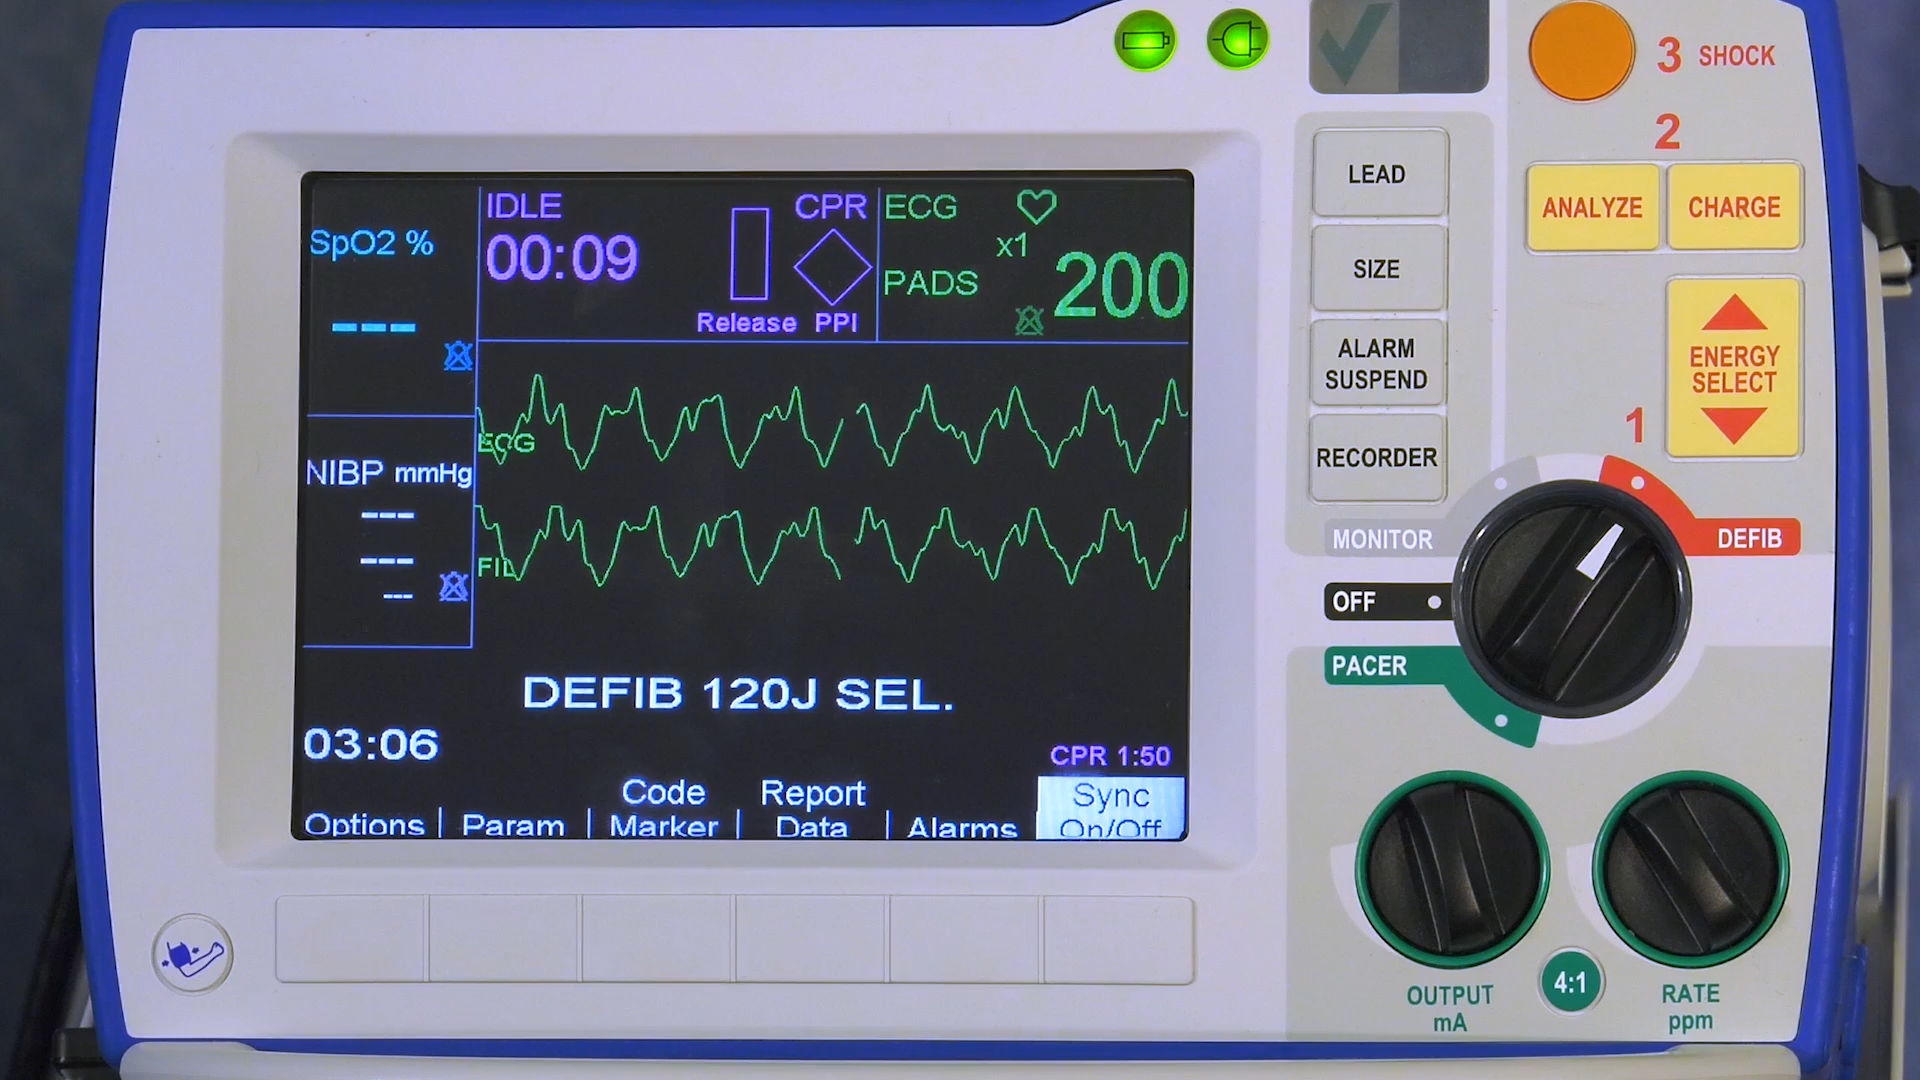 SpO2 %
---
NIBP mmHg
---
---
--
IDLE
00:09
CPR
Release PPI
ECG
x1
PADS
200
ECG
FIL
DEFIB 120J SEL.
03:06
CPR 1:50
Options
Param
Code
Marker
Report
Data
Alarms
Sync
On/Off
3 SHOCK
2
ANALYZE
CHARGE
ENERGY
SELECT
1
LEAD
SIZE
ALARM
SUSPEND
RECORDER
MONITOR
DEFIB
OFF
PACER
OUTPUT
mA
4:1
RATE
ppm